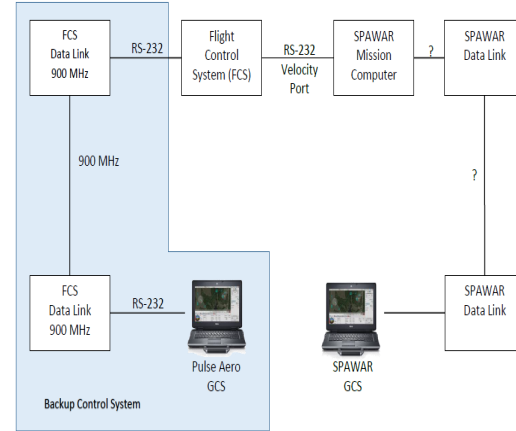 FCS
Data Link
900 MHz
RS-232
Flight
Control
System (FCS)
RS-232
Velocity
Port
SPAWAR
Mission
Computer
?
SPAWAR
Data Link
900 MHz
?
FCS
Data Link
900 MHz
RS-232
Pulse Aero
GCS
SPAWAR
GCS
SPAWAR
Data Link
Backup Control System